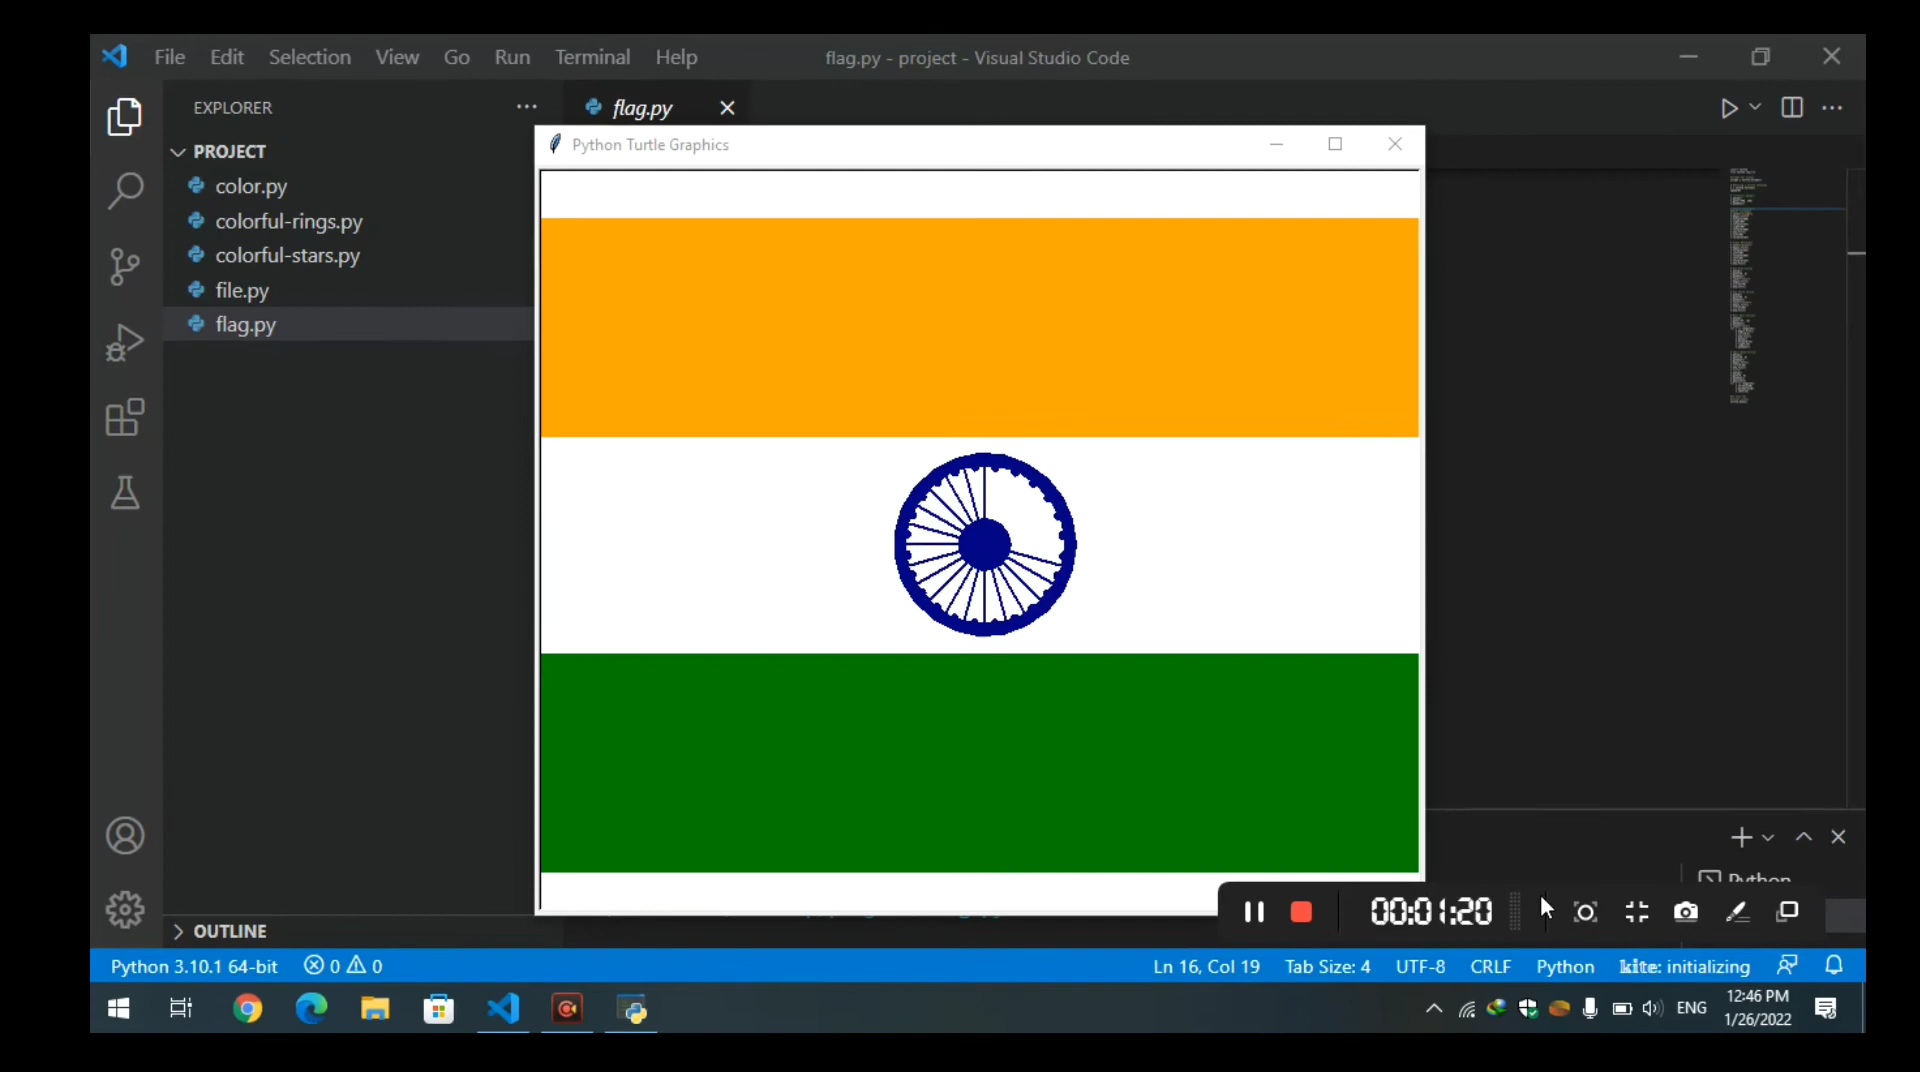 File Edit Selection View Go Run Terminal Help
flag.py - project - Visual Studio Code
EXPLORER
flag.py
PROJECT
color.py
colorful-rings.py
colorful-stars.py
file.py
flag.py
Python Turtle Graphics
Python
00:01:20
OUTLINE
Python 3.10.1 64-bit 0 0
Ln 16, Col 19 Tab Size: 4 UTF-8 CRLF Python kite: initializing
ENG
12:46 PM
1/26/2022